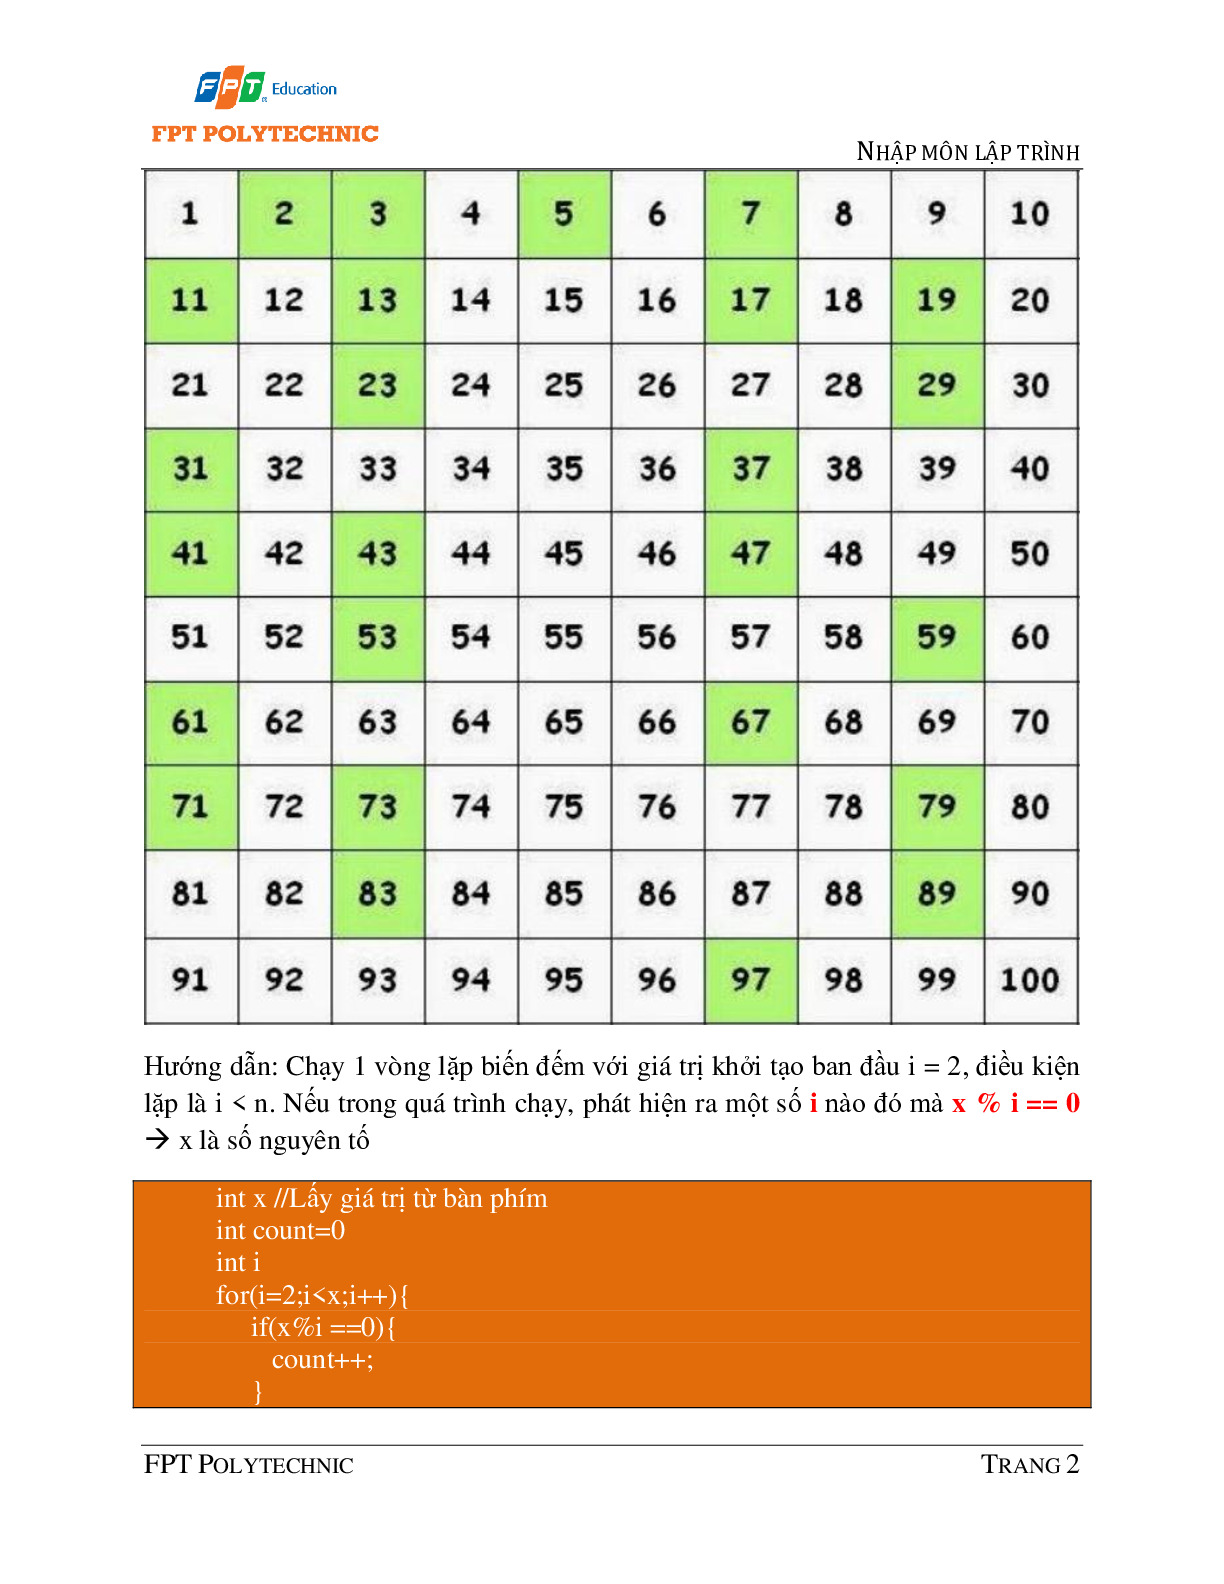 FPT Education
FPT POLYTECHNIC
NHẬP MÔN LẬP TRÌNH
1 2 3 4 5 6 7 8 9 10
11 12 13 14 15 16 17 18 19 20
21 22 23 24 25 26 27 28 29 30
31 32 33 34 35 36 37 38 39 40
41 42 43 44 45 46 47 48 49 50
51 52 53 54 55 56 57 58 59 60
61 62 63 64 65 66 67 68 69 70
71 72 73 74 75 76 77 78 79 80
81 82 83 84 85 86 87 88 89 90
91 92 93 94 95 96 97 98 99 100
Hướng dẫn: Chạy 1 vòng lặp biến đếm với giá trị khởi tạo ban đầu i = 2, điều kiện
lặp là i < n. Nếu trong quá trình chạy, phát hiện ra một số i nào đó mà x % i == 0
→ x là số nguyên tố
int x //Lấy giá trị từ bàn phím
int count=0
int i
for(i=2;i<x;i++){
if(x%i ==0){
count++;
}
FPT POLYTECHNIC TRANG 2